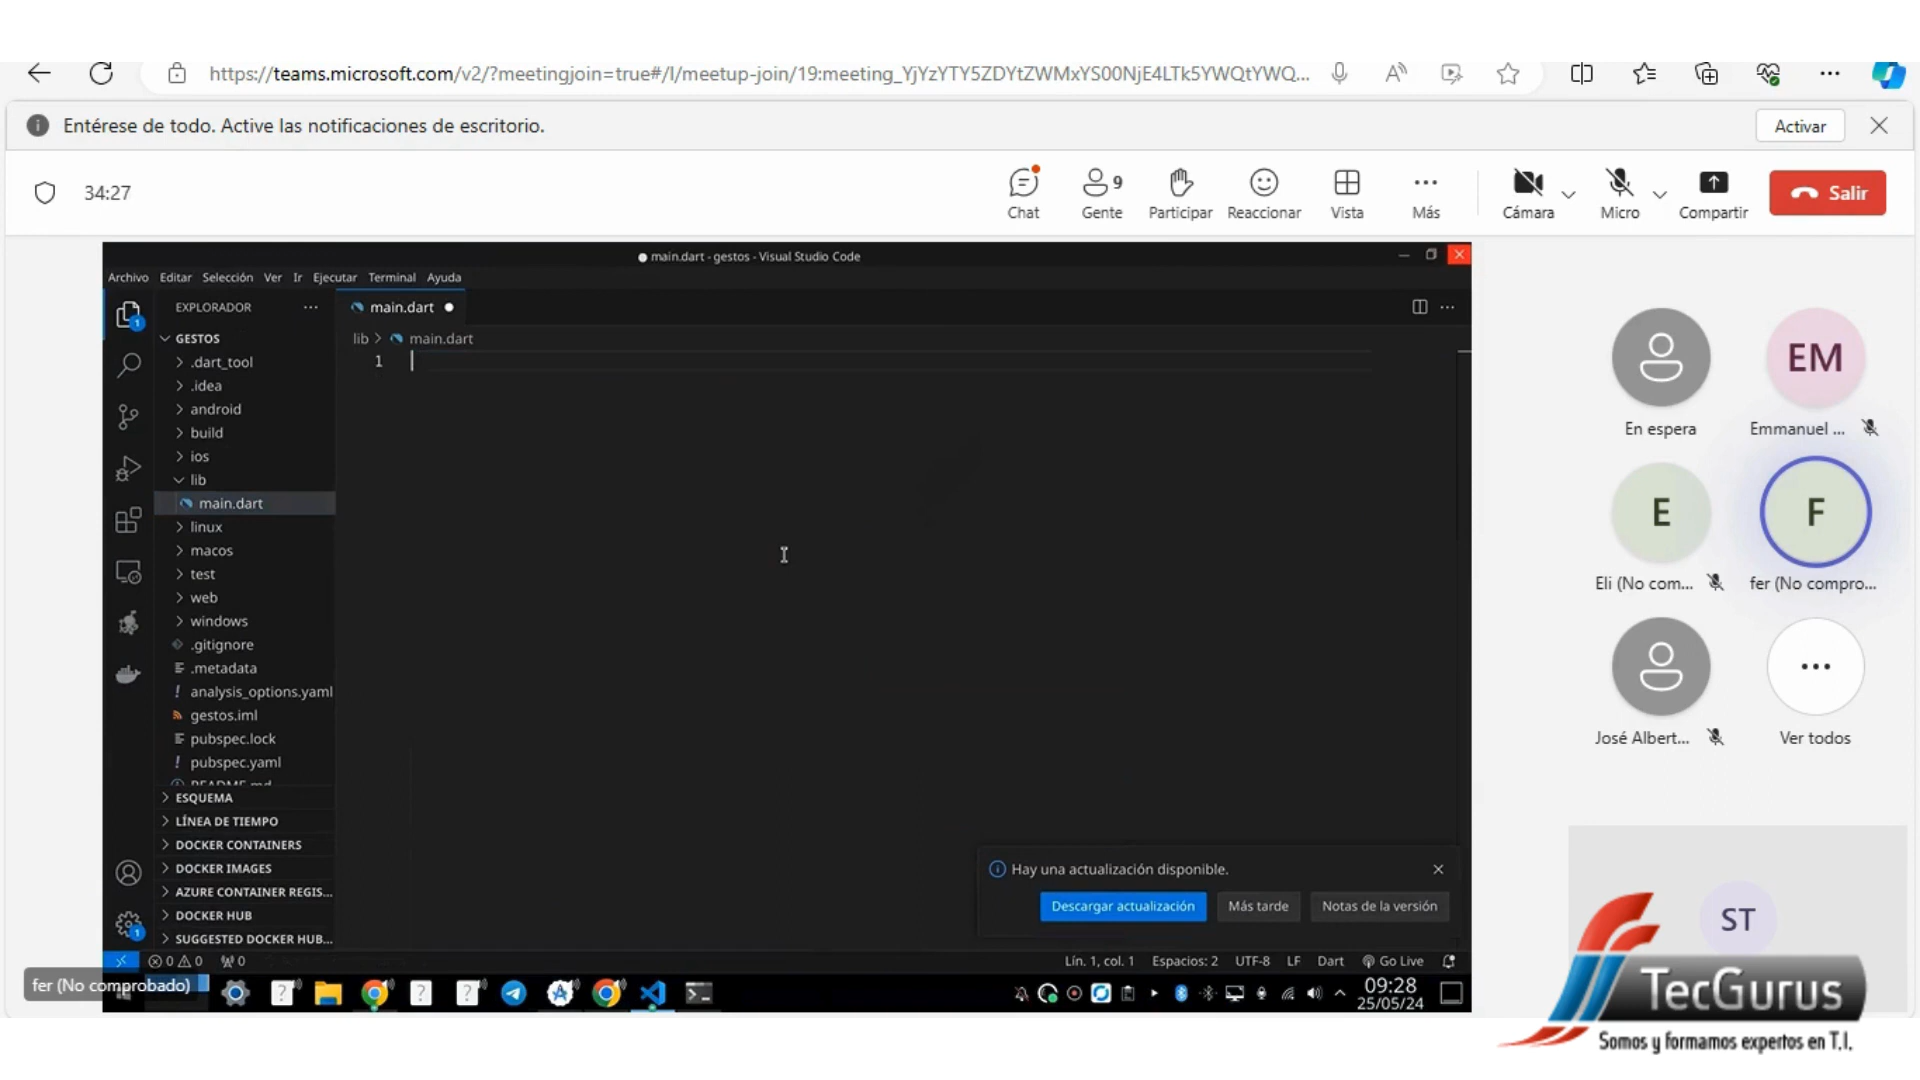 https://teams.microsoft.com/v2/?meetingjoin=true#/l/meetup-join/19:meeting_YjYzYTY5ZDYtZWMxYS00NjE4LTk5YWQtYWQ...
Entérese de todo. Active las notificaciones de escritorio.
Activar
34:27
Chat
Gente
9
Participar
Reaccionar
Vista
Más
Cámara
Micro
Compartir
Salir
main.dart - gestos - Visual Studio Code
Archivo Editar Selección Ver Ir Ejecutar Terminal Ayuda
EXPLORADOR
main.dart
GESTOS
lib > main.dart
1
.dart_tool
.idea
android
build
ios
lib
main.dart
linux
macos
test
web
windows
.gitignore
.metadata
analysis_options.yaml
gestos.iml
pubspec.lock
pubspec.yaml
README.md
ESQUEMA
LÍNEA DE TIEMPO
DOCKER CONTAINERS
DOCKER IMAGES
AZURE CONTAINER REGIS...
DOCKER HUB
SUGGESTED DOCKER HUB...
Hay una actualización disponible.
Descargar actualización
Más tarde
Notas de la versión
0 0 0
Lín. 1, col. 1 Espacios: 2 UTF-8 LF Dart Go Live
fer (No comprobado)
09:28
25/05/24
En espera
EM
Emmanuel ...
E
Eli (No com...
F
fer (No compro...
José Albert...
Ver todos
ST
TecGurus
Somos y formamos expertos en T.I.